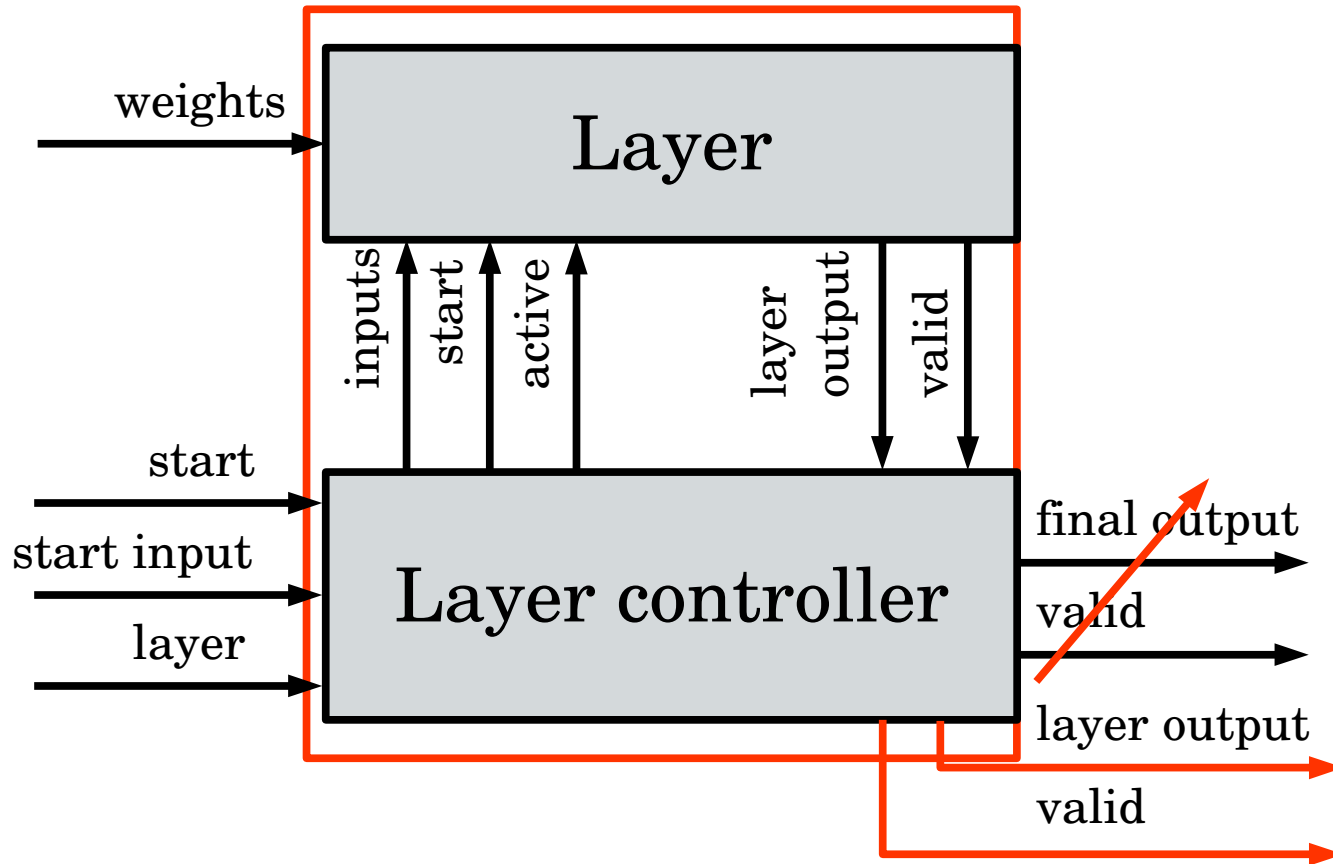 weights
Layer
inputs
start
active
layer
output
valid
start
start input
layer
Layer controller
final output
valid
layer output
valid